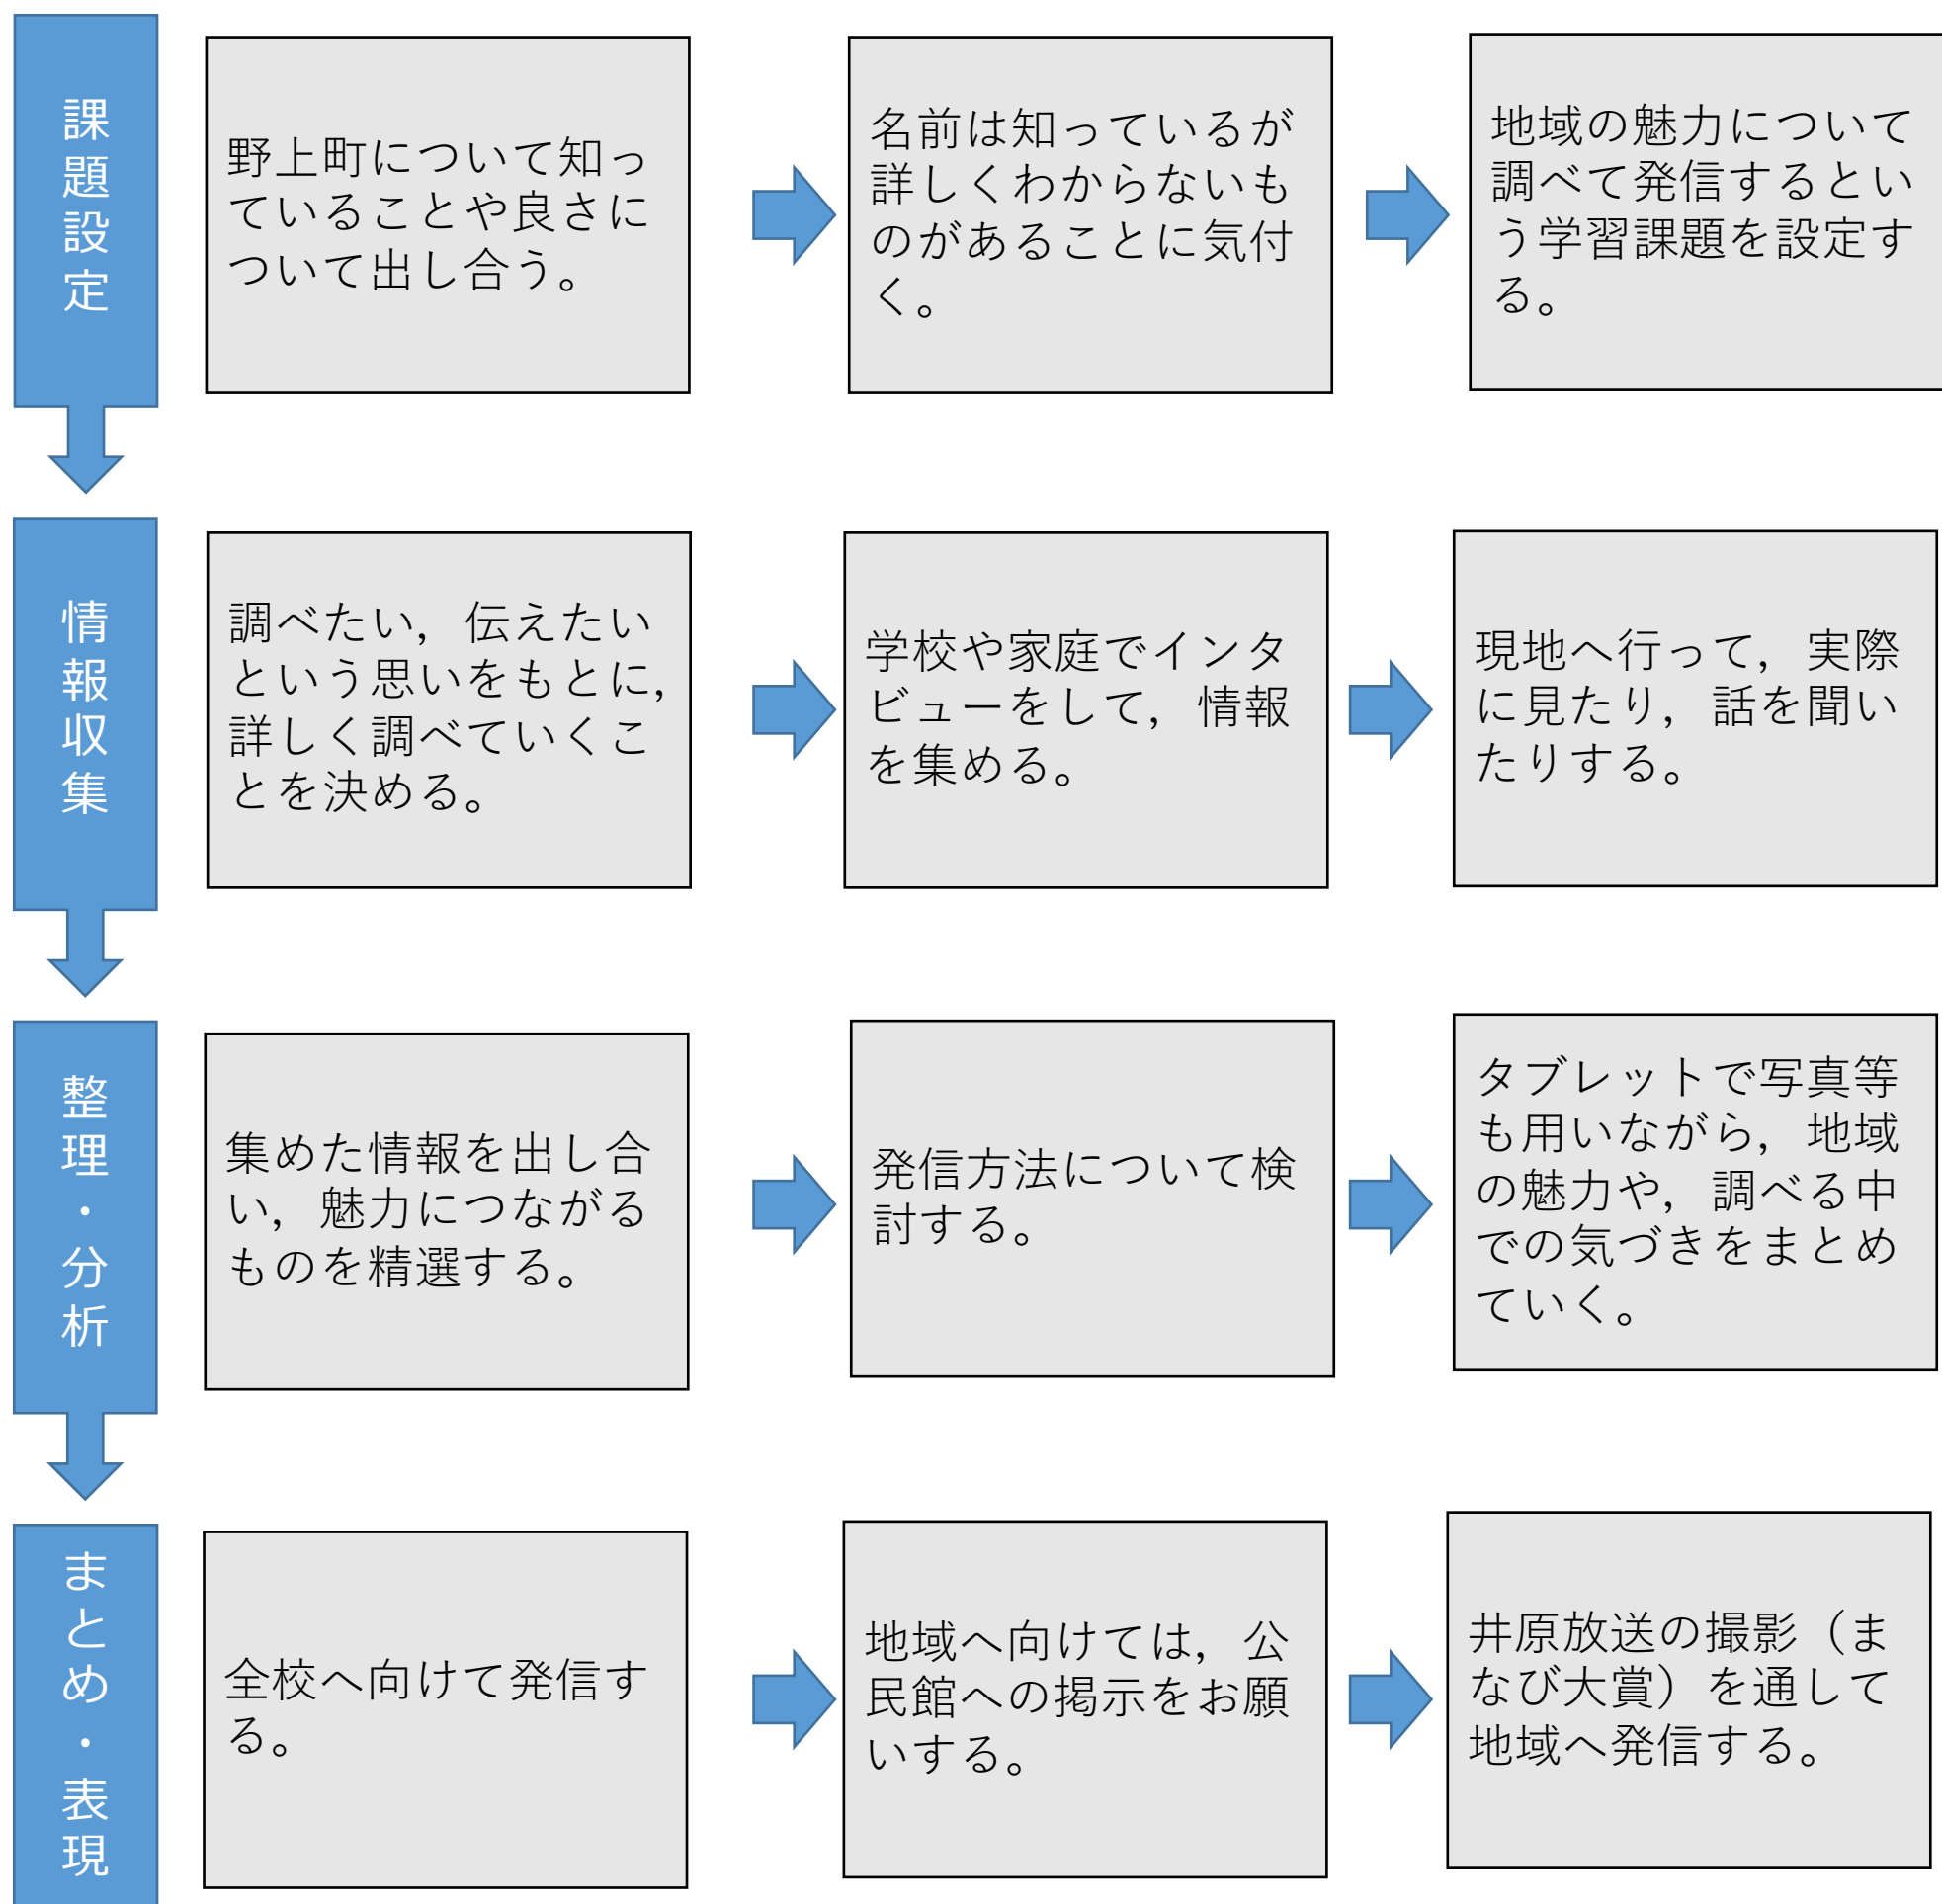 課題設定
野上町について知っ
ていることや良さに
ついて出し合う。
名前は知っているが
詳しくわからないも
のがあることに気付
く。
地域の魅力について
調べて発信するとい
う学習課題を設定す
る。
情報収集
調べたい，伝えたい
という思いをもとに，
詳しく調べていくこ
とを決める。
学校や家庭でインタ
ビューをして，情報
を集める。
現地へ行って，実際
に見たり，話を聞い
たりする。
整理・分析
集めた情報を出し合
い，魅力につながる
ものを精選する。
発信方法について検
討する。
タブレットで写真等
も用いながら，地域
の魅力や，調べる中
での気づきをまとめ
ていく。
まとめ・表現
全校へ向けて発信す
る。
地域へ向けては，公
民館への掲示をお願
いする。
井原放送の撮影（ま
なび大賞）を通して
地域へ発信する。